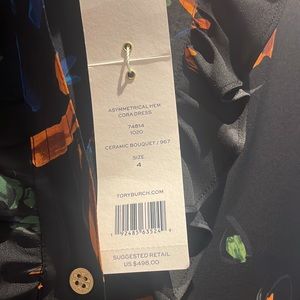 ASYMMETRICAL HEM
CORA DRESS
74814
1020
CERAMIC BOUQUET / 967
SIZE
4
TORYBURCH.COM
SUGGESTED RETAIL
US $498.00